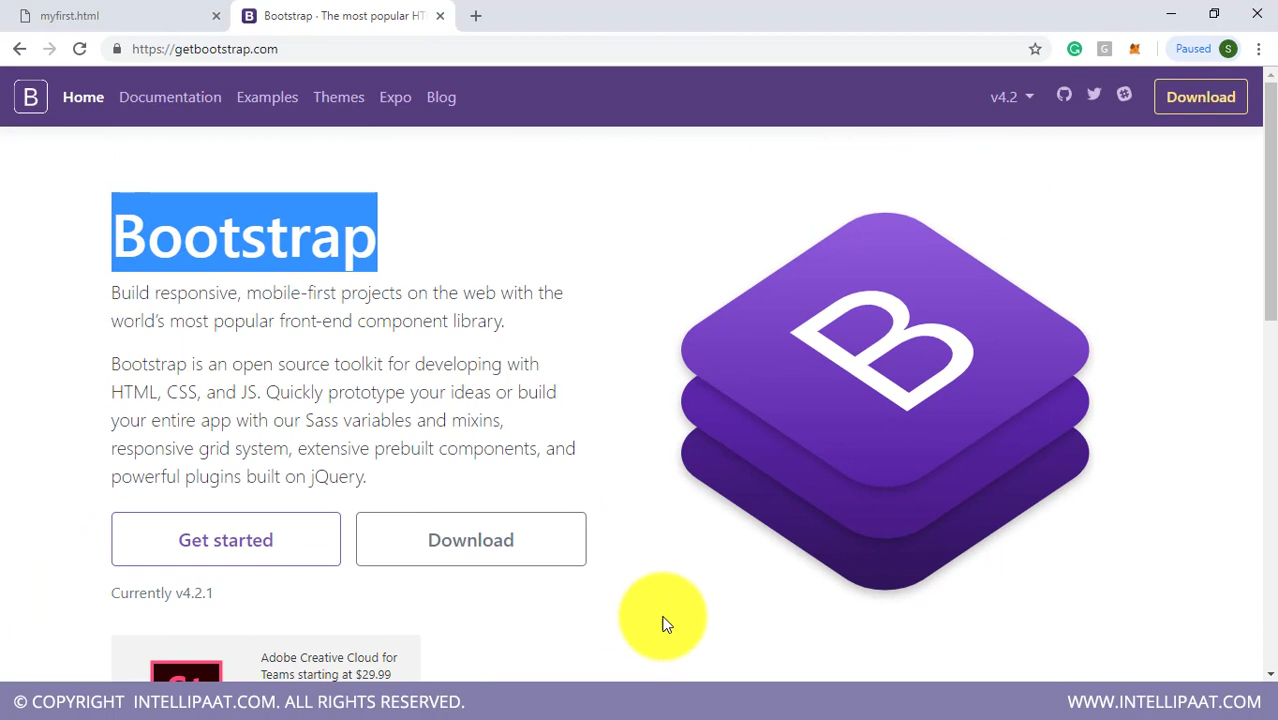 myfirst.html
Bootstrap · The most popular HT
https://getbootstrap.com
G
Paused
S
B
Home
Documentation
Examples
Themes
Expo
Blog
v4.2
Download
Bootstrap
Build responsive, mobile-first projects on the web with the
world's most popular front-end component library.
Bootstrap is an open source toolkit for developing with
HTML, CSS, and JS. Quickly prototype your ideas or build
your entire app with our Sass variables and mixins,
responsive grid system, extensive prebuilt components, and
powerful plugins built on jQuery.
Get started
Download
Currently v4.2.1
B
Adobe Creative Cloud for
Teams starting at $29.99
© COPYRIGHT INTELLIPAAT.COM. ALL RIGHTS RESERVED.
WWW.INTELLIPAAT.COM